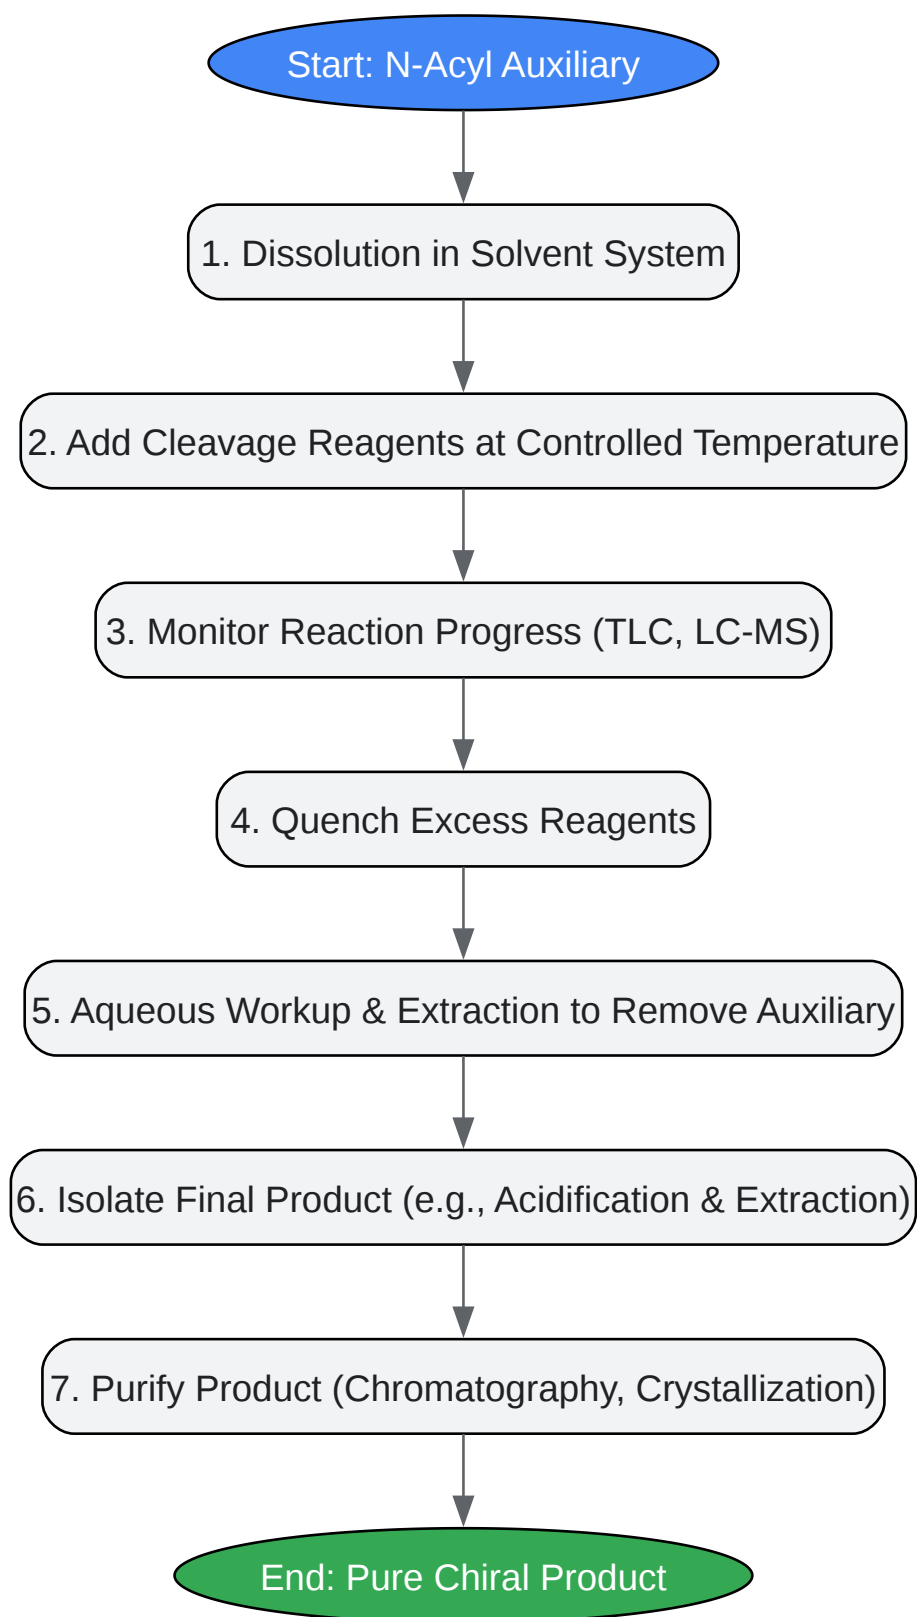 Start: N-Acyl Auxiliary
1. Dissolution in Solvent System
2. Add Cleavage Reagents at Controlled Temperature
3. Monitor Reaction Progress (TLC, LC-MS)
4. Quench Excess Reagents
5. Aqueous Workup & Extraction to Remove Auxiliary
6. Isolate Final Product (e.g., Acidification & Extraction)
7. Purify Product (Chromatography, Crystallization)
End: Pure Chiral Product